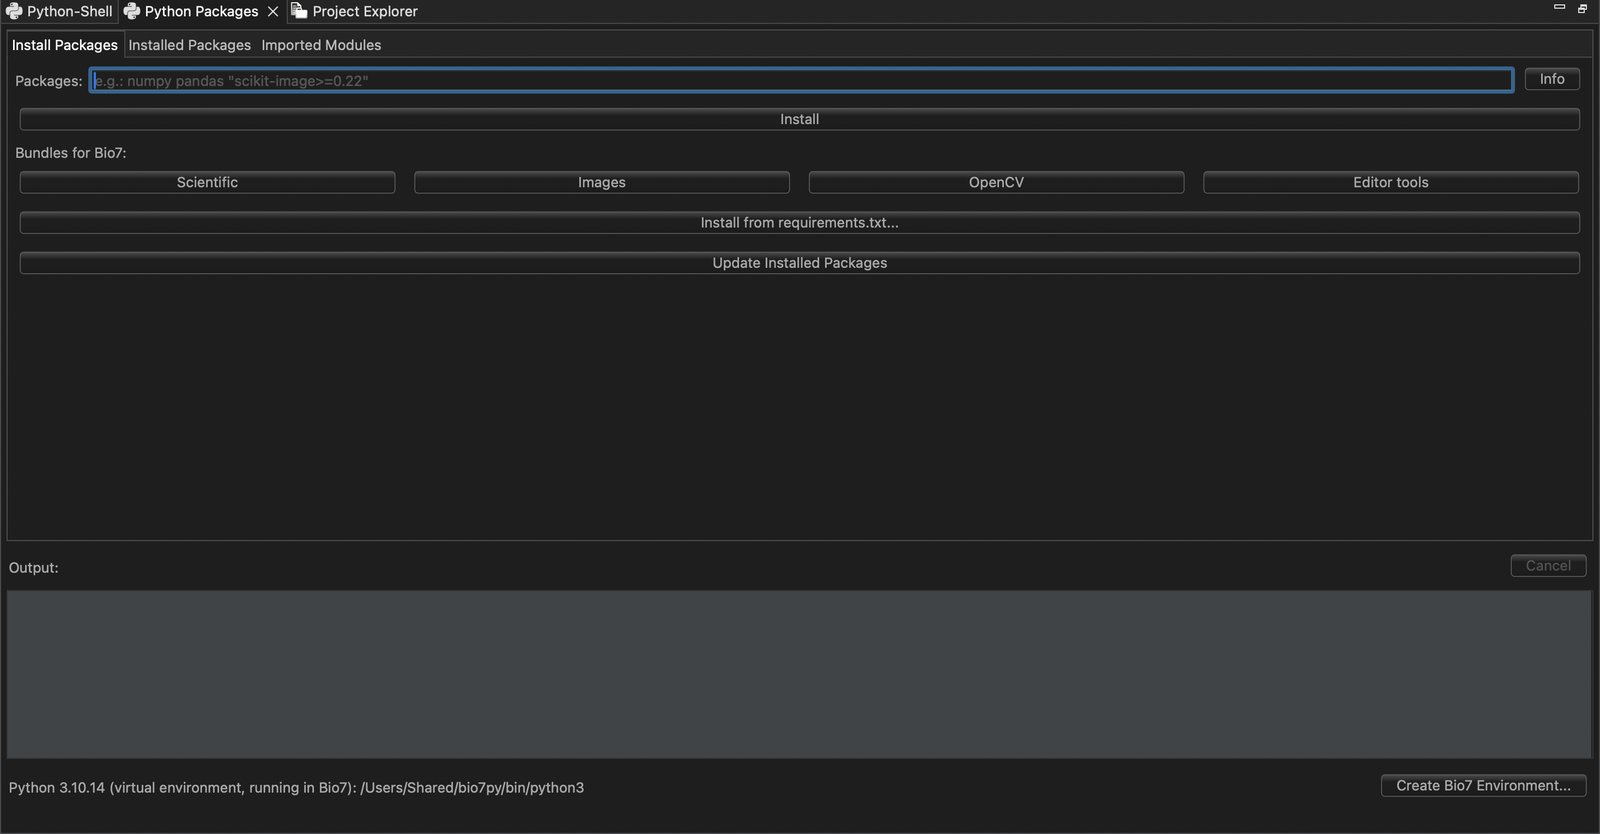 Python-Shell Python Packages Project Explorer
Install Packages Installed Packages Imported Modules
Packages: e.g.: numpy pandas "scikit-image>=0.22" Info
Install
Bundles for Bio7:
Scientific Images OpenCV Editor tools
Install from requirements.txt...
Update Installed Packages
Output: Cancel
Python 3.10.14 (virtual environment, running in Bio7): /Users/Shared/bio7py/bin/python3 Create Bio7 Environment...